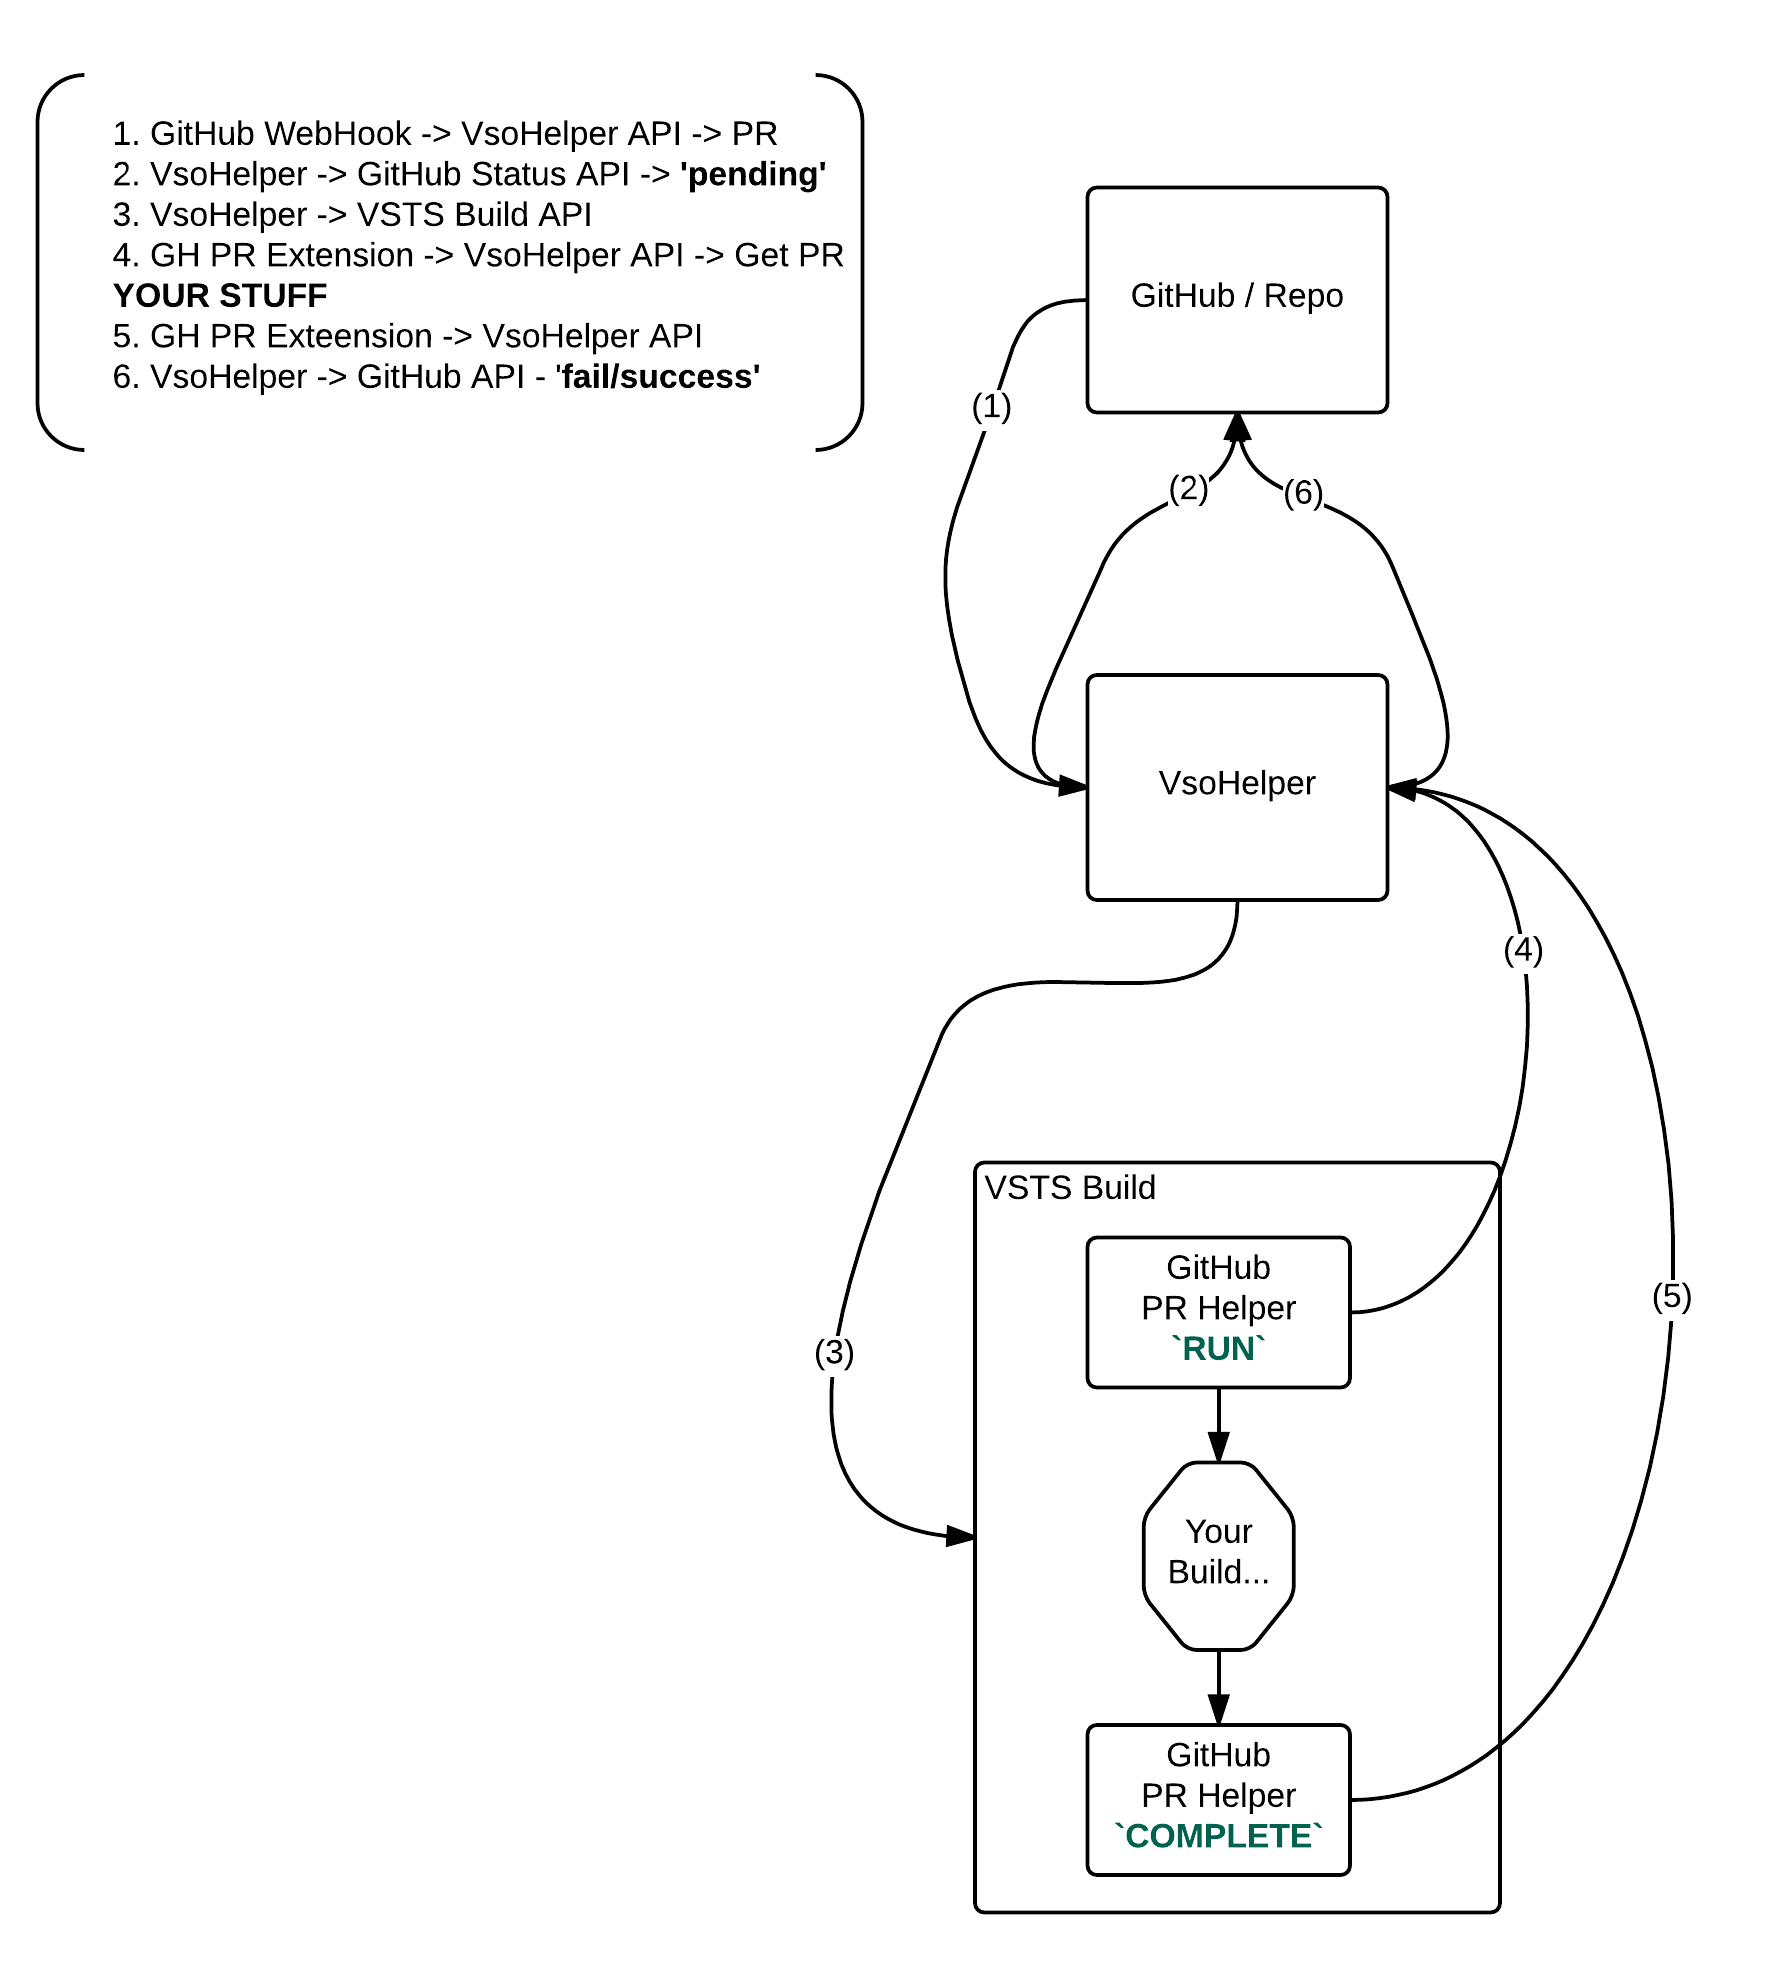 1. GitHub WebHook -> VsoHelper API -> PR
2. VsoHelper -> GitHub Status API -> 'pending'
3. VsoHelper -> VSTS Build API
4. GH PR Extension -> VsoHelper API -> Get PR
YOUR STUFF
5. GH PR Exteension -> VsoHelper API
6. VsoHelper -> GitHub API - 'fail/success'
GitHub / Repo
(1)
(2)
(6)
VsoHelper
(4)
VSTS Build
GitHub
PR Helper
`RUN`
(5)
(3)
Your
Build...
GitHub
PR Helper
`COMPLETE`